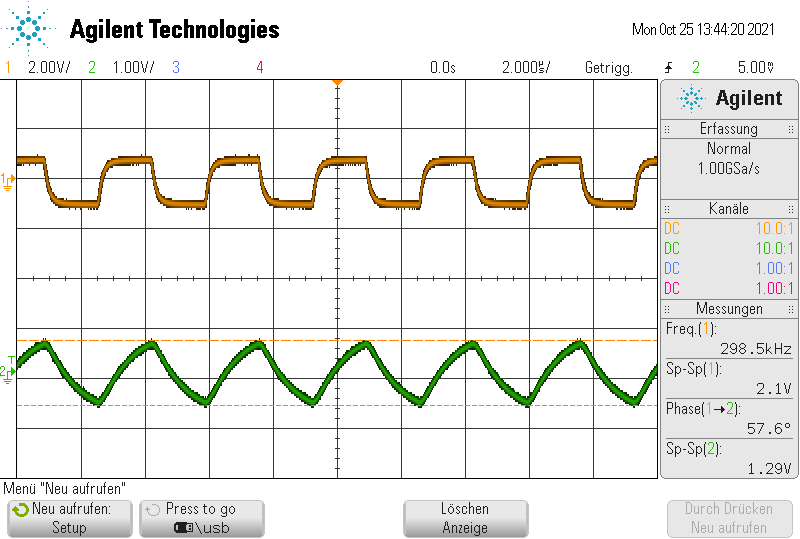 Agilent Technologies
Mon Oct 25 13:44:20 2021
1 2.00V/ 2 1.00V/ 3 4 0.0s 2.000µs/ Getrigg. 2 5.00V
Agilent
Erfassung
Normal
1.00GSa/s
Kanäle
DC 10.0:1
DC 10.0:1
DC 1.00:1
DC 1.00:1
Messungen
Freq.(1):
298.5kHz
Sp-Sp(1):
2.1V
Phase(1→2):
57.6°
Sp-Sp(2):
1.29V
1
T
2
Menü "Neu aufrufen"
Neu aufrufen:
Setup
Press to go
\usb
Löschen
Anzeige
Durch Drücken
Neu aufrufen